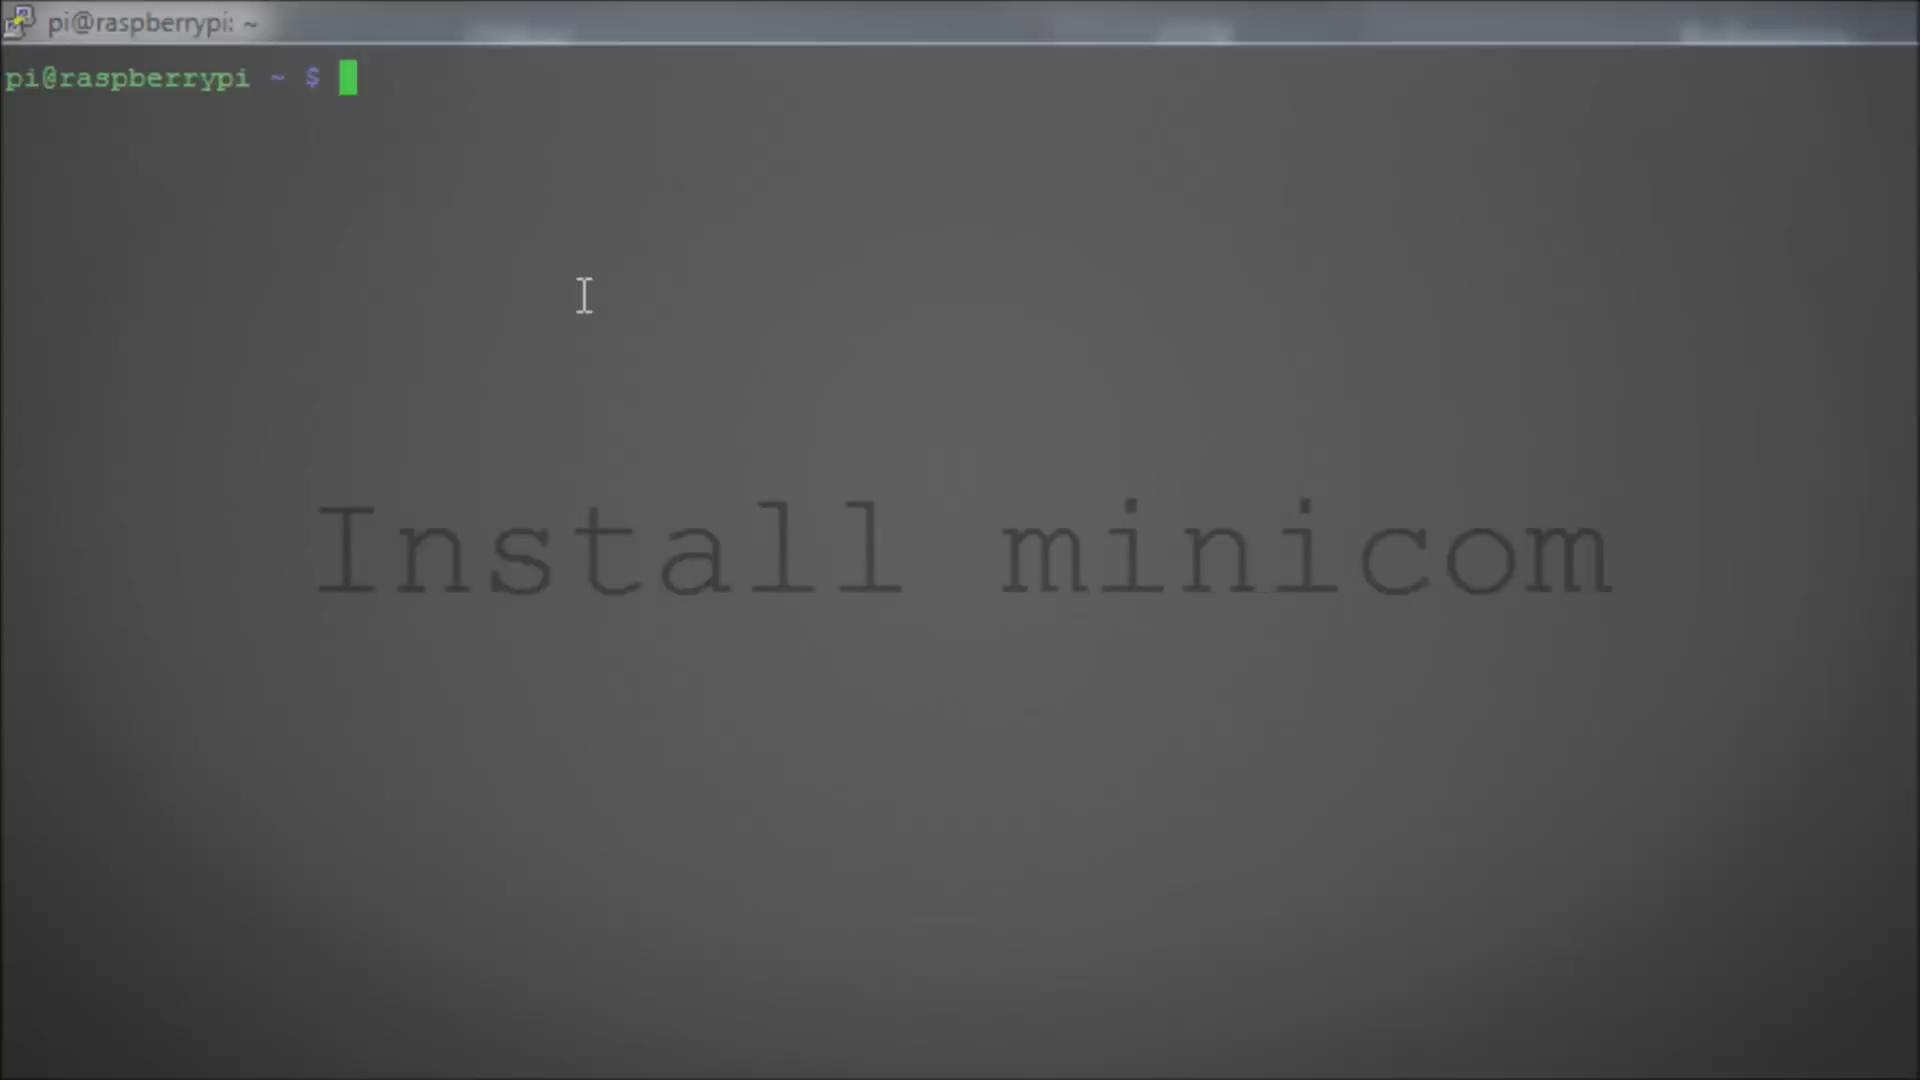 pi@raspberrypi: ~
pi@raspberrypi ~ $
Install minicom